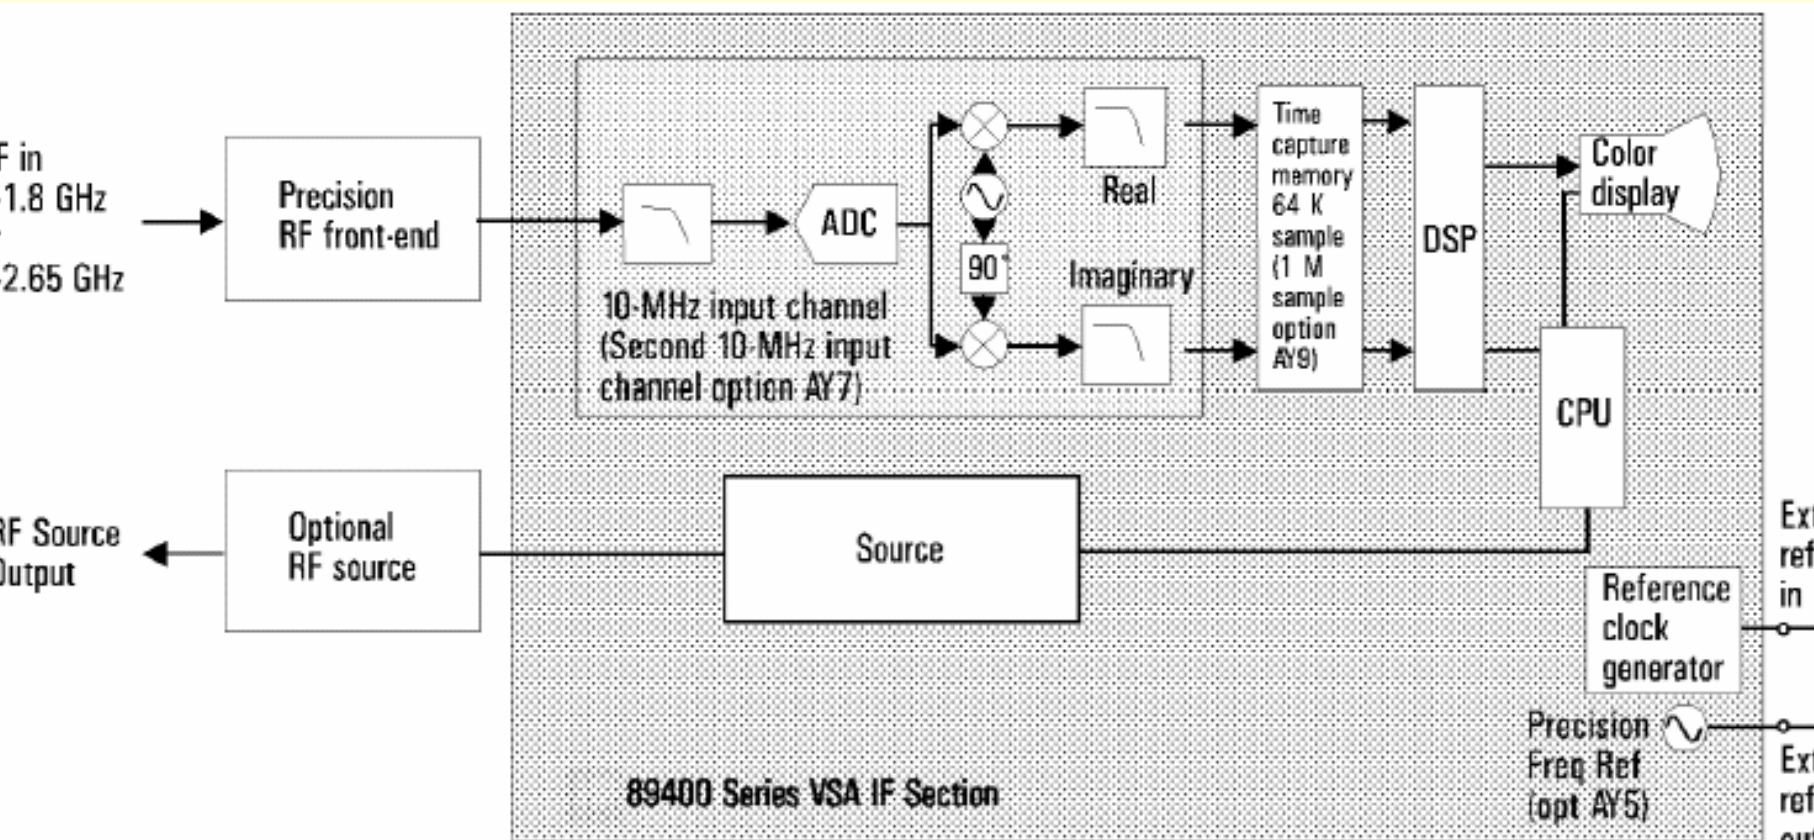 F in
-1.8 GHz
-2.65 GHz
Precision
RF front-end
10-MHz input channel
(Second 10-MHz input
channel option AY7)
ADC
90°
Real
Imaginary
Time
capture
memory
64 K
sample
(1 M
sample
option
AY9)
DSP
Color
display
CPU
RF Source
Output
Optional
RF source
Source
Reference
clock
generator
Ext
ref
in
Precision
Freq Ref
(opt AY5)
Ext
ref
89400 Series VSA IF Section